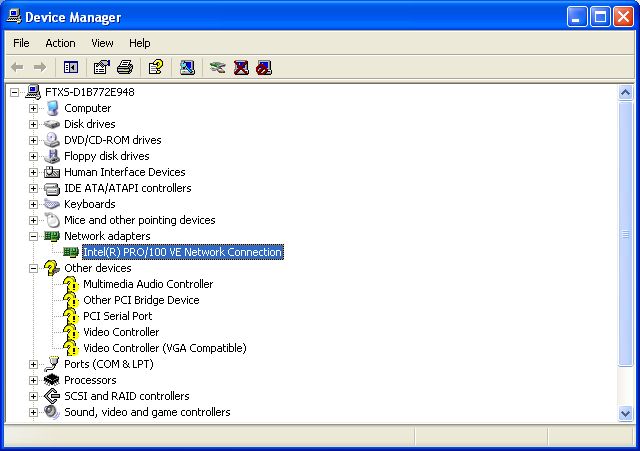 Device Manager
File Action View Help
FTXS-D1B772E948
Computer
Disk drives
DVD/CD-ROM drives
Floppy disk drives
Human Interface Devices
IDE ATA/ATAPI controllers
Keyboards
Mice and other pointing devices
Network adapters
Intel(R) PRO/100 VE Network Connection
Other devices
Multimedia Audio Controller
Other PCI Bridge Device
PCI Serial Port
Video Controller
Video Controller (VGA Compatible)
Ports (COM & LPT)
Processors
SCSI and RAID controllers
Sound, video and game controllers